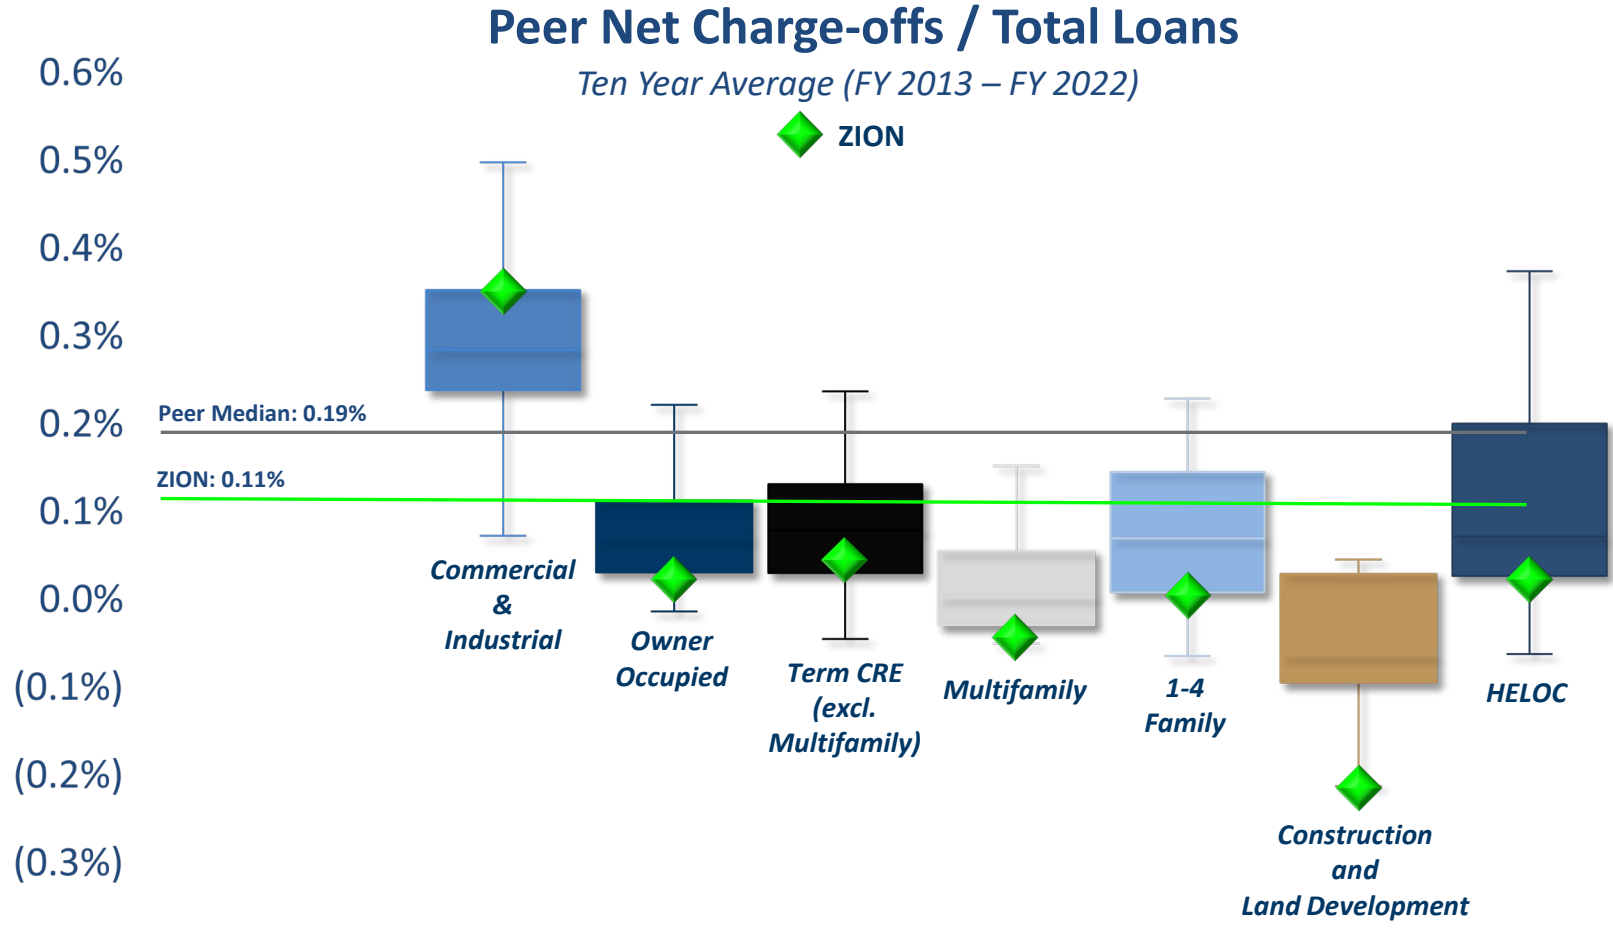 Peer Net Charge-offs / Total Loans
Ten Year Average (FY 2013 – FY 2022)
ZION
0.6%
0.5%
0.4%
0.3%
0.2%
0.1%
0.0%
(0.1%)
(0.2%)
(0.3%)
Peer Median: 0.19%
ZION: 0.11%
Commercial
&
Industrial
Owner
Occupied
Term CRE
(excl.
Multifamily)
Multifamily
1-4
Family
Construction
and
Land Development
HELOC